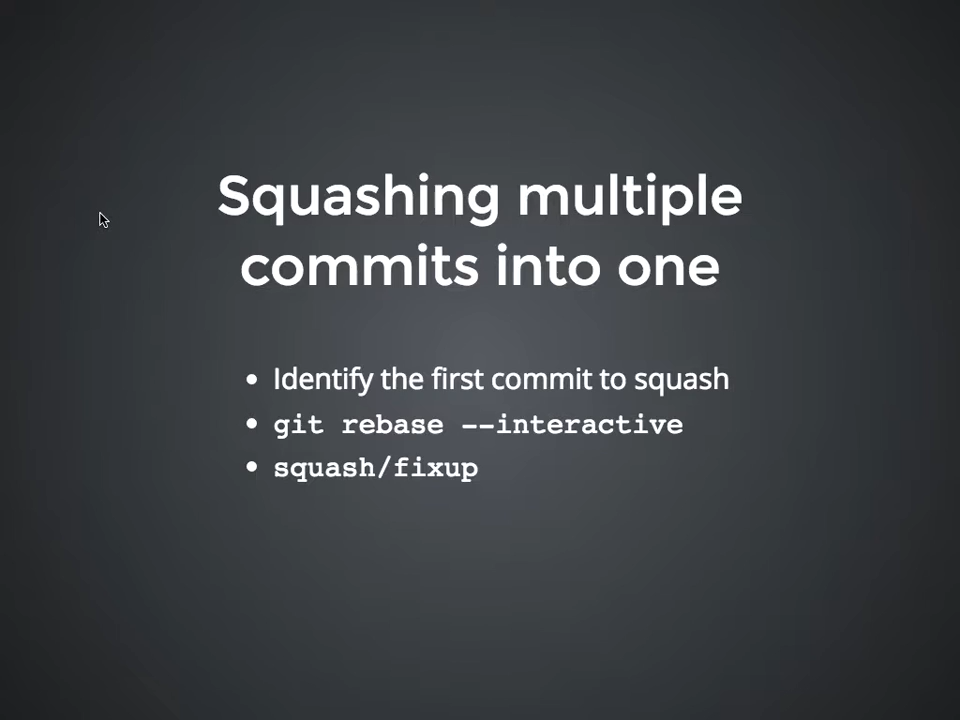 Squashing multiple
commits into one
• Identify the first commit to squash
• git rebase --interactive
• squash/fixup